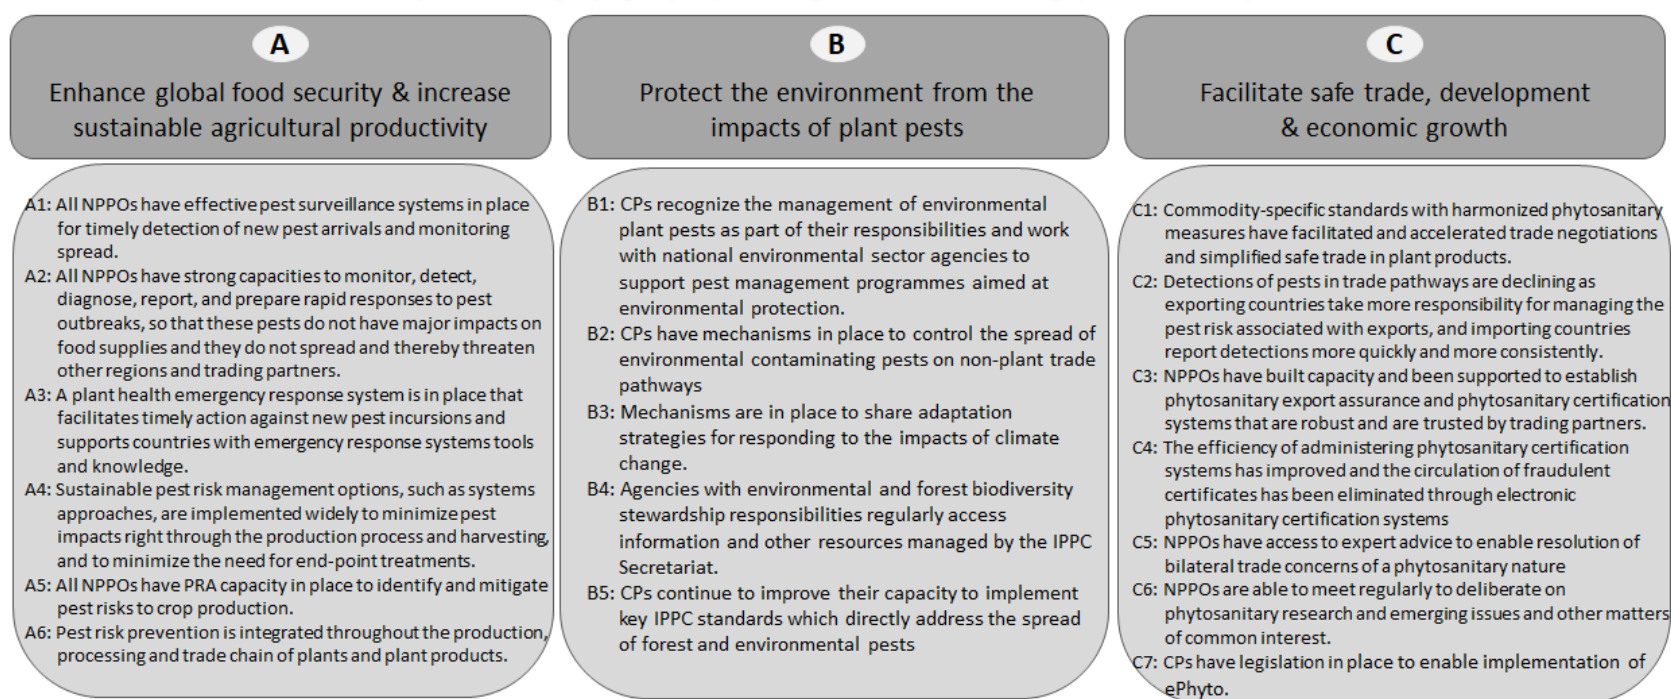 A
Enhance global food security & increase
sustainable agricultural productivity
A1: All NPPOs have effective pest surveillance systems in place
for timely detection of new pest arrivals and monitoring
spread.
A2: All NPPOs have strong capacities to monitor, detect,
diagnose, report, and prepare rapid responses to pest
outbreaks, so that these pests do not have major impacts on
food supplies and they do not spread and thereby threaten
other regions and trading partners.
A3: A plant health emergency response system is in place that
facilitates timely action against new pest incursions and
supports countries with emergency response systems tools
and knowledge.
A4: Sustainable pest risk management options, such as systems
approaches, are implemented widely to minimize pest
impacts right through the production process and harvesting,
and to minimize the need for end-point treatments.
A5: All NPPOs have PRA capacity in place to identify and mitigate
pest risks to crop production.
A6: Pest risk prevention is integrated throughout the production,
processing and trade chain of plants and plant products.
B
Protect the environment from the
impacts of plant pests
B1: CPs recognize the management of environmental
plant pests as part of their responsibilities and work
with national environmental sector agencies to
support pest management programmes aimed at
environmental protection.
B2: CPs have mechanisms in place to control the spread of
environmental contaminating pests on non-plant trade
pathways
B3: Mechanisms are in place to share adaptation
strategies for responding to the impacts of climate
change.
B4: Agencies with environmental and forest biodiversity
stewardship responsibilities regularly access
information and other resources managed by the IPPC
Secretariat.
B5: CPs continue to improve their capacity to implement
key IPPC standards which directly address the spread
of forest and environmental pests
C
Facilitate safe trade, development
& economic growth
C1: Commodity-specific standards with harmonized phytosanitary
measures have facilitated and accelerated trade negotiations
and simplified safe trade in plant products.
C2: Detections of pests in trade pathways are declining as
exporting countries take more responsibility for managing the
pest risk associated with exports, and importing countries
report detections more quickly and more consistently.
C3: NPPOs have built capacity and been supported to establish
phytosanitary export assurance and phytosanitary certification
systems that are robust and are trusted by trading partners.
C4: The efficiency of administering phytosanitary certification
systems has improved and the circulation of fraudulent
certificates has been eliminated through electronic
phytosanitary certification systems
C5: NPPOs have access to expert advice to enable resolution of
bilateral trade concerns of a phytosanitary nature
C6: NPPOs are able to meet regularly to deliberate on
phytosanitary research and emerging issues and other matters
of common interest.
C7: CPs have legislation in place to enable implementation of
ePhyto.